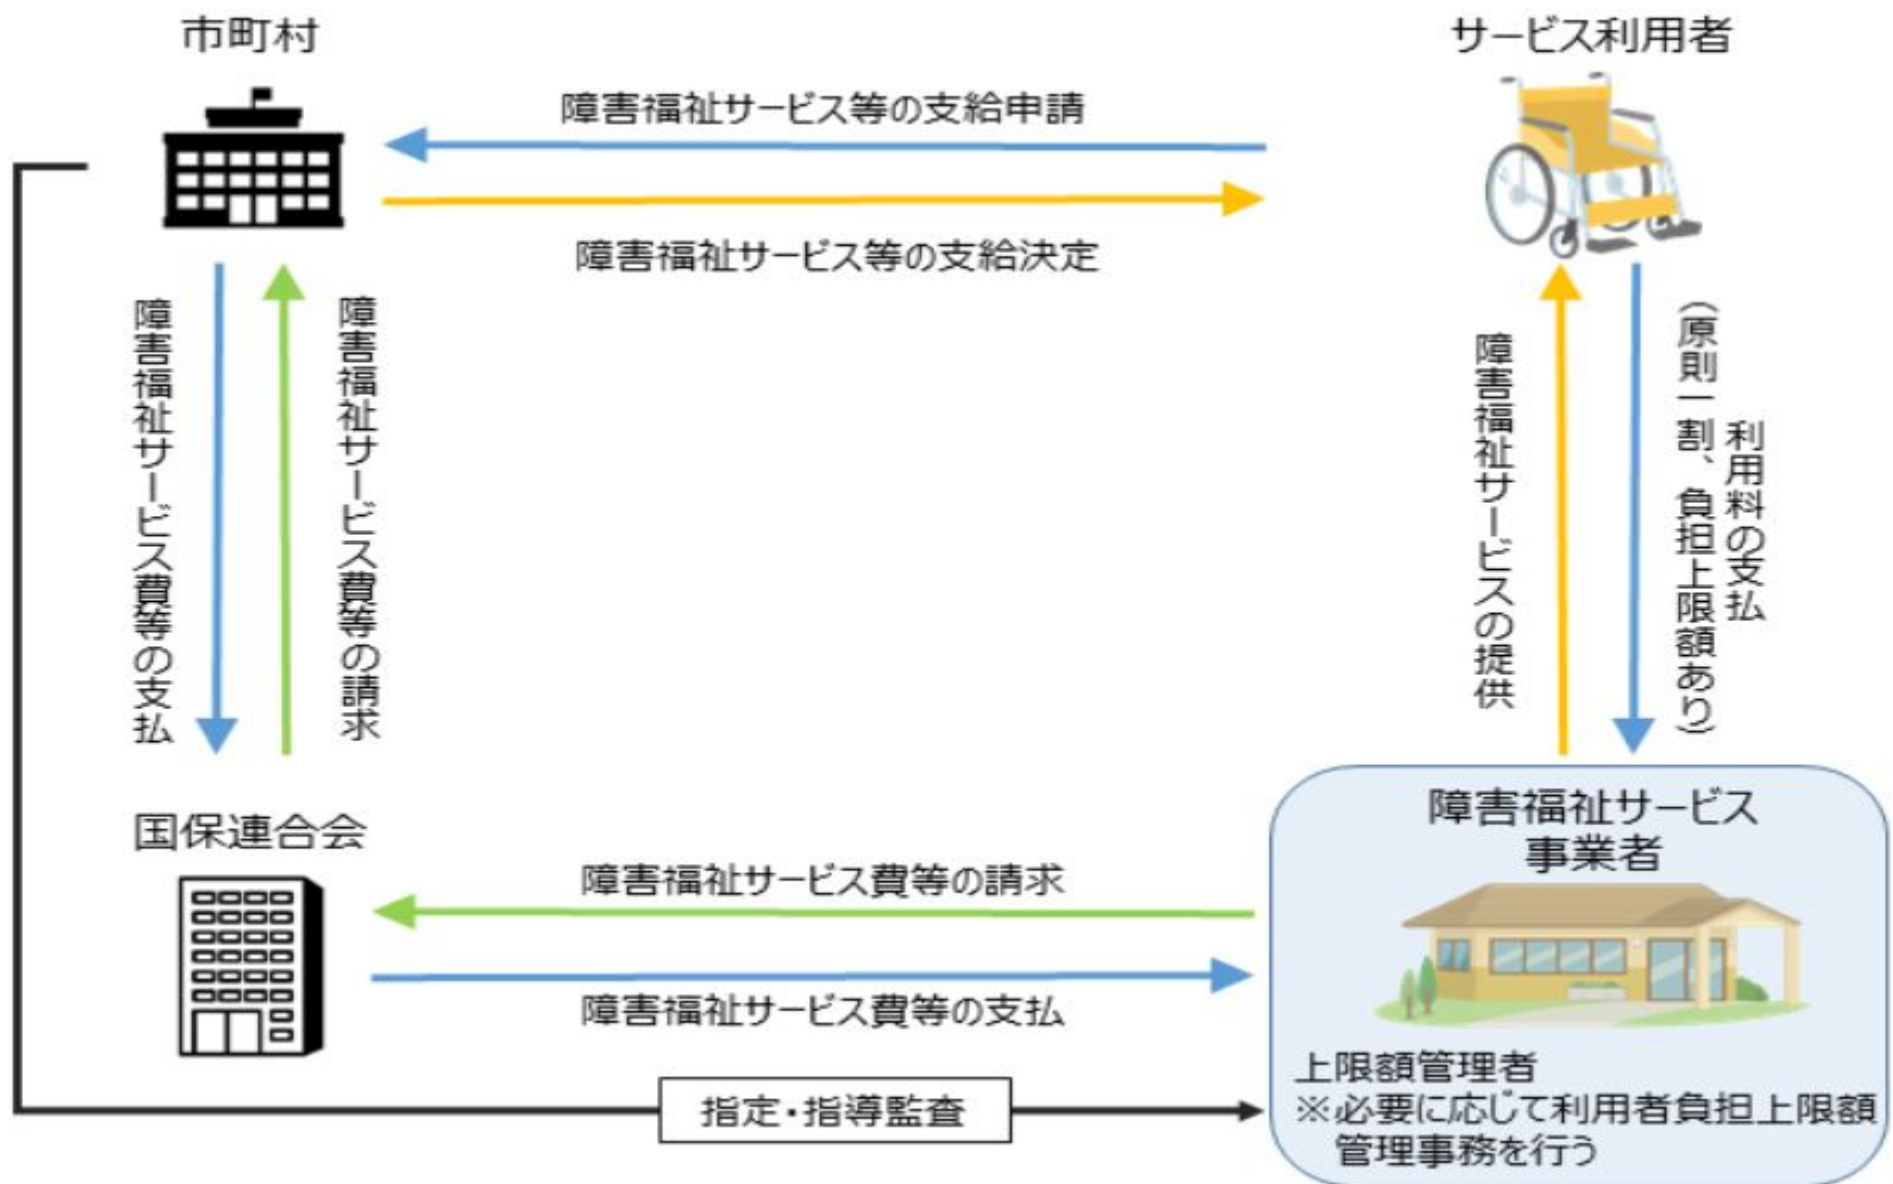 市町村
サービス利用者
障害福祉サービス等の支給申請
障害福祉サービス等の支給決定
障害福祉サービス費等の支払
障害福祉サービス費等の請求
障害福祉サービスの提供
利用料の支払
（原則一割、負担上限額あり）
国保連合会
障害福祉サービス
事業者
障害福祉サービス費等の請求
障害福祉サービス費等の支払
指定・指導監査
上限額管理者
※必要に応じて利用者負担上限額
管理事務を行う